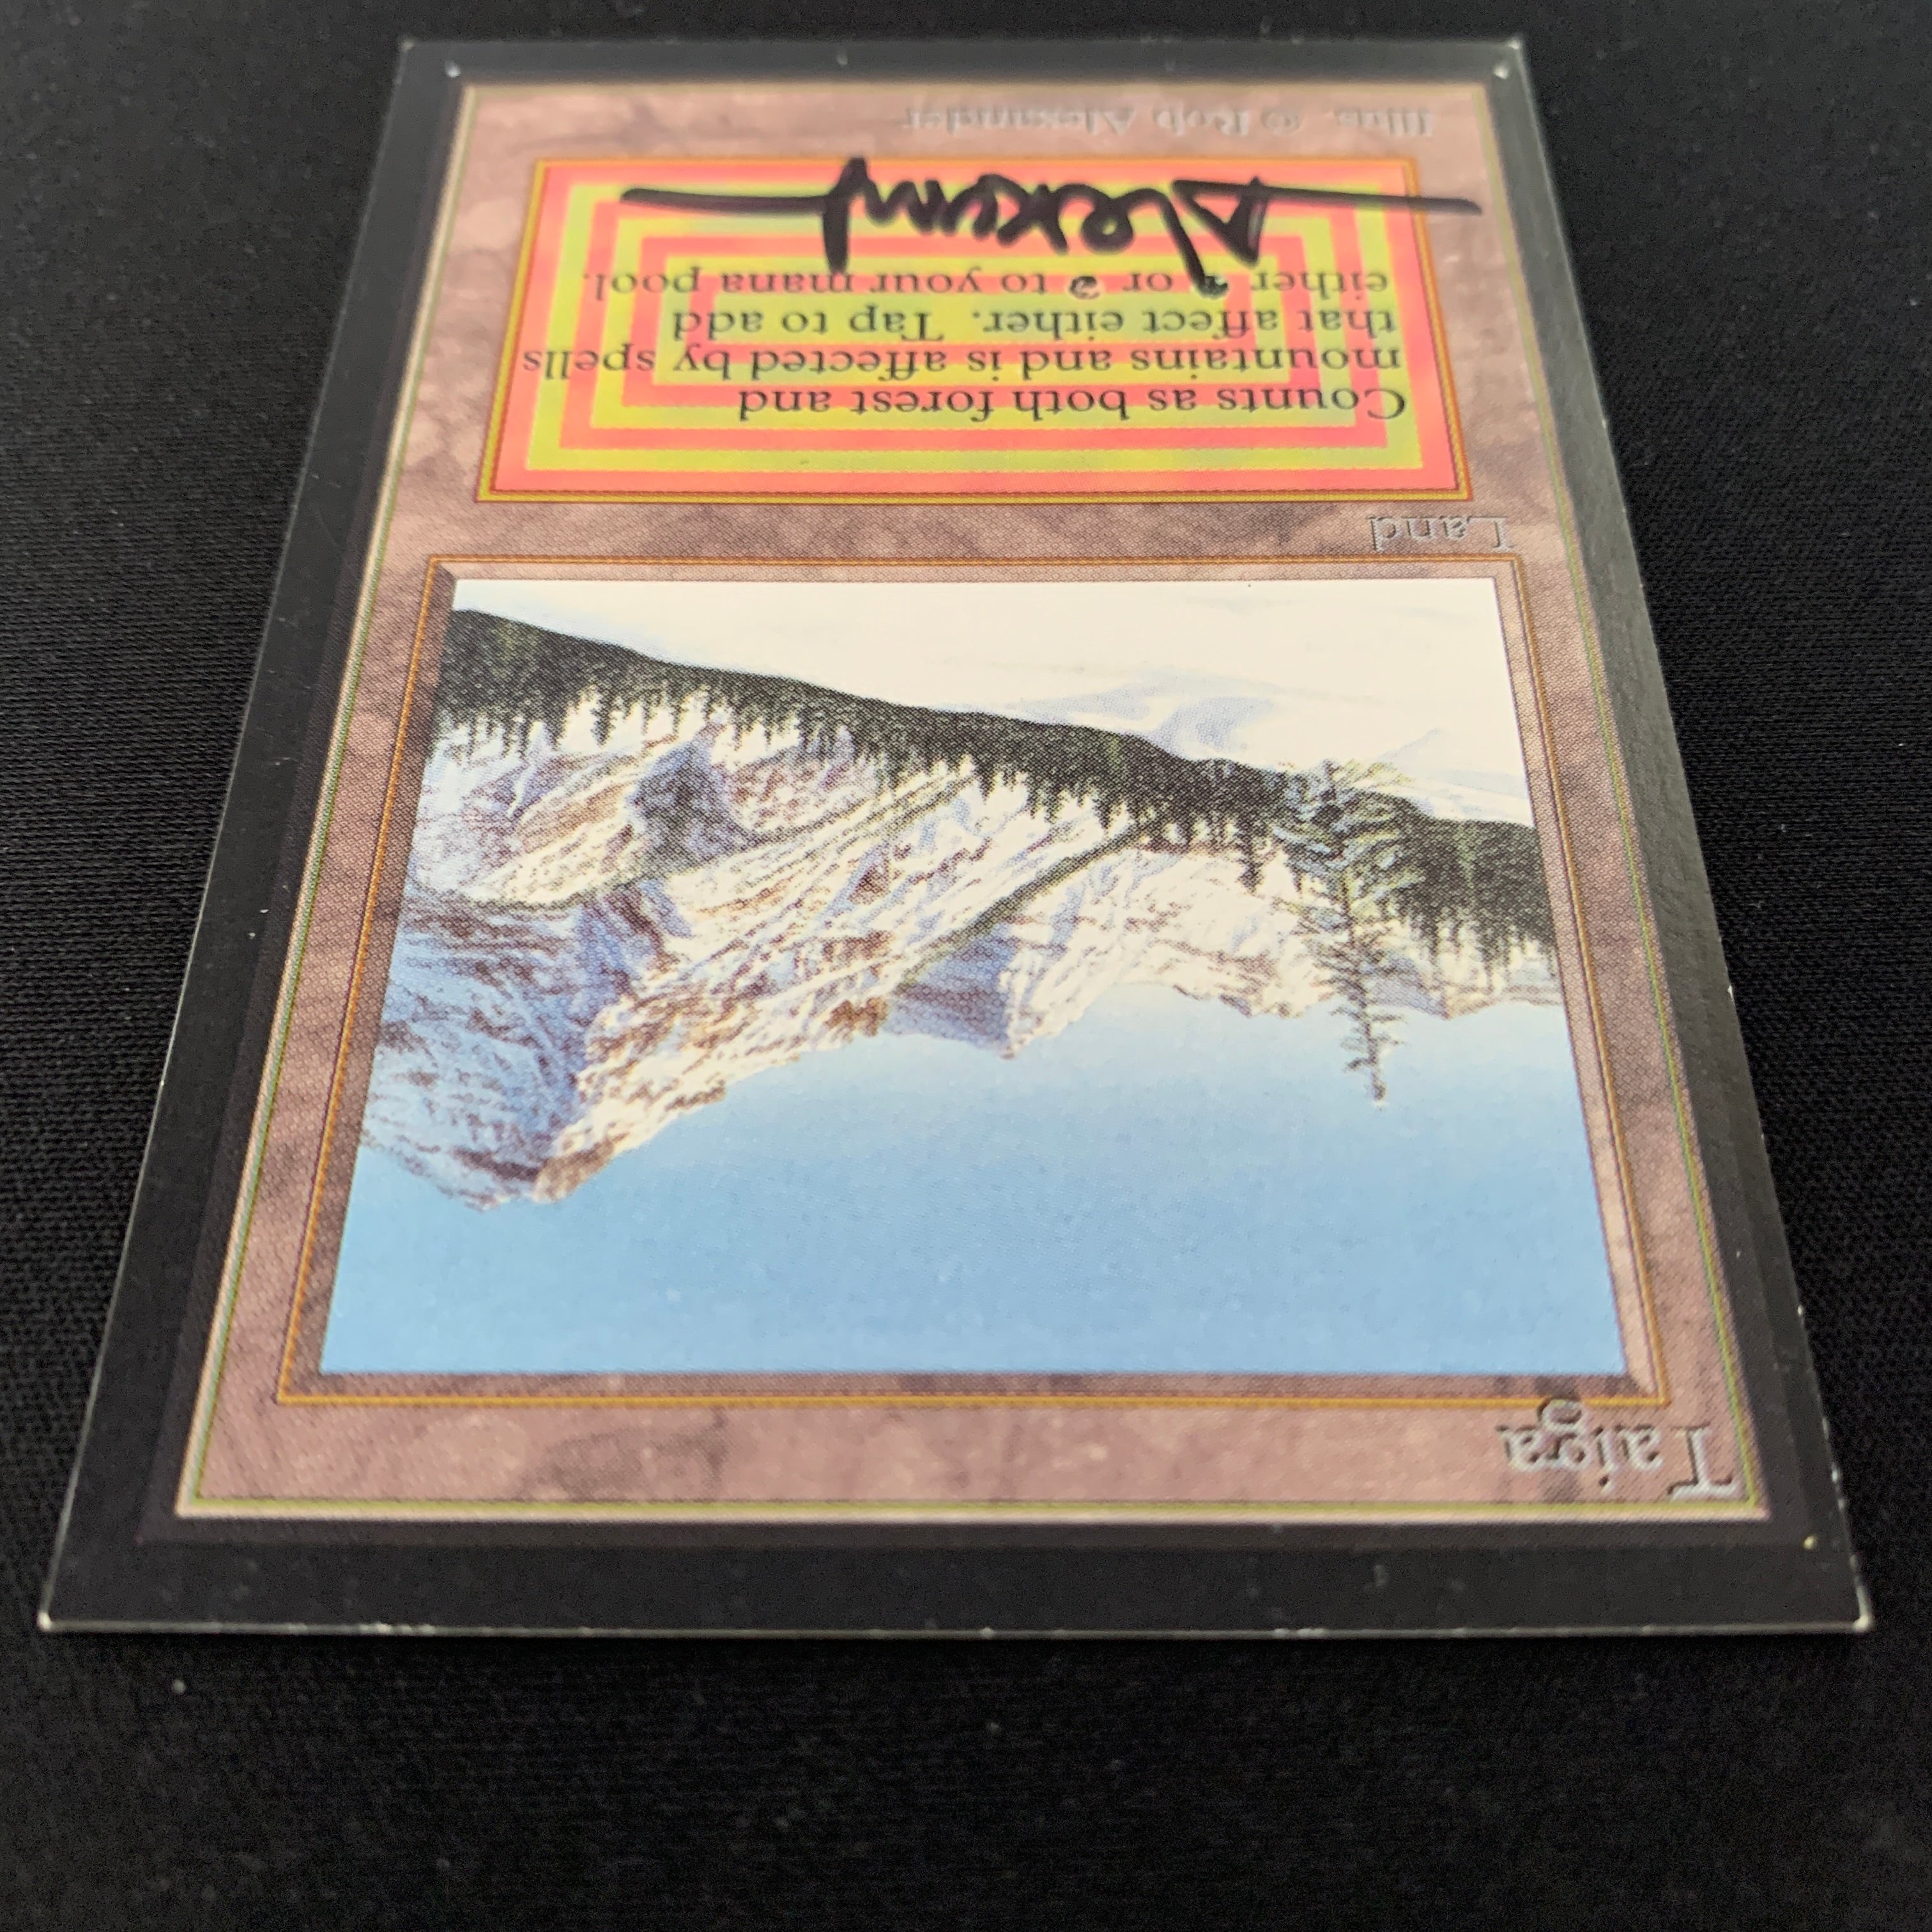 Taiga
Land
Counts as both forest and
mountains and is affected by spells
that affect either. Tap to add
either or to your mana pool.
Illus. © Rob Alexander